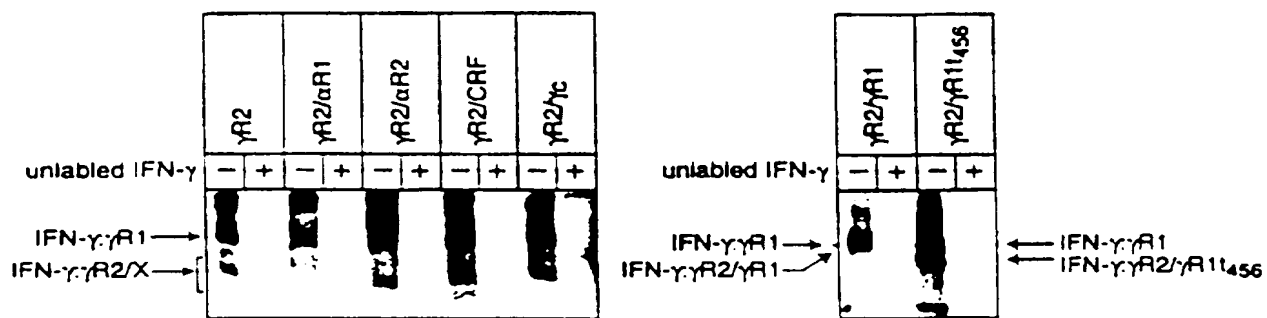 γR2
γR2/αR1
γR2/αR2
γR2/CRF
γR2/γc
unlabled IFN-γ
− + − + − + − + − +
IFN-γ:γR1
IFN-γ:γR2/X
γR2/γR1
γR2/γR1t456
unlabled IFN-γ
− + − +
IFN-γ:γR1
IFN-γ:γR2/γR1
IFN-γ:γR1
IFN-γ:γR2/γR1t456